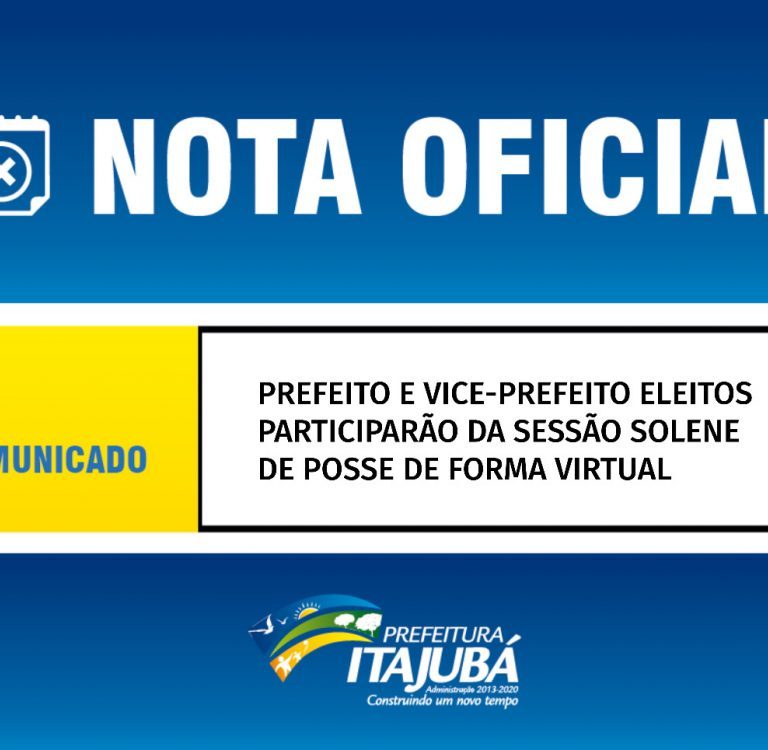 NOTA OFICIAL
MUNICADO
PREFEITO E VICE-PREFEITO ELEITOS
PARTICIPARÃO DA SESSÃO SOLENE
DE POSSE DE FORMA VIRTUAL
PREFEITURA
ITAJUBÁ
Administração 2013-2020
Construindo um novo tempo